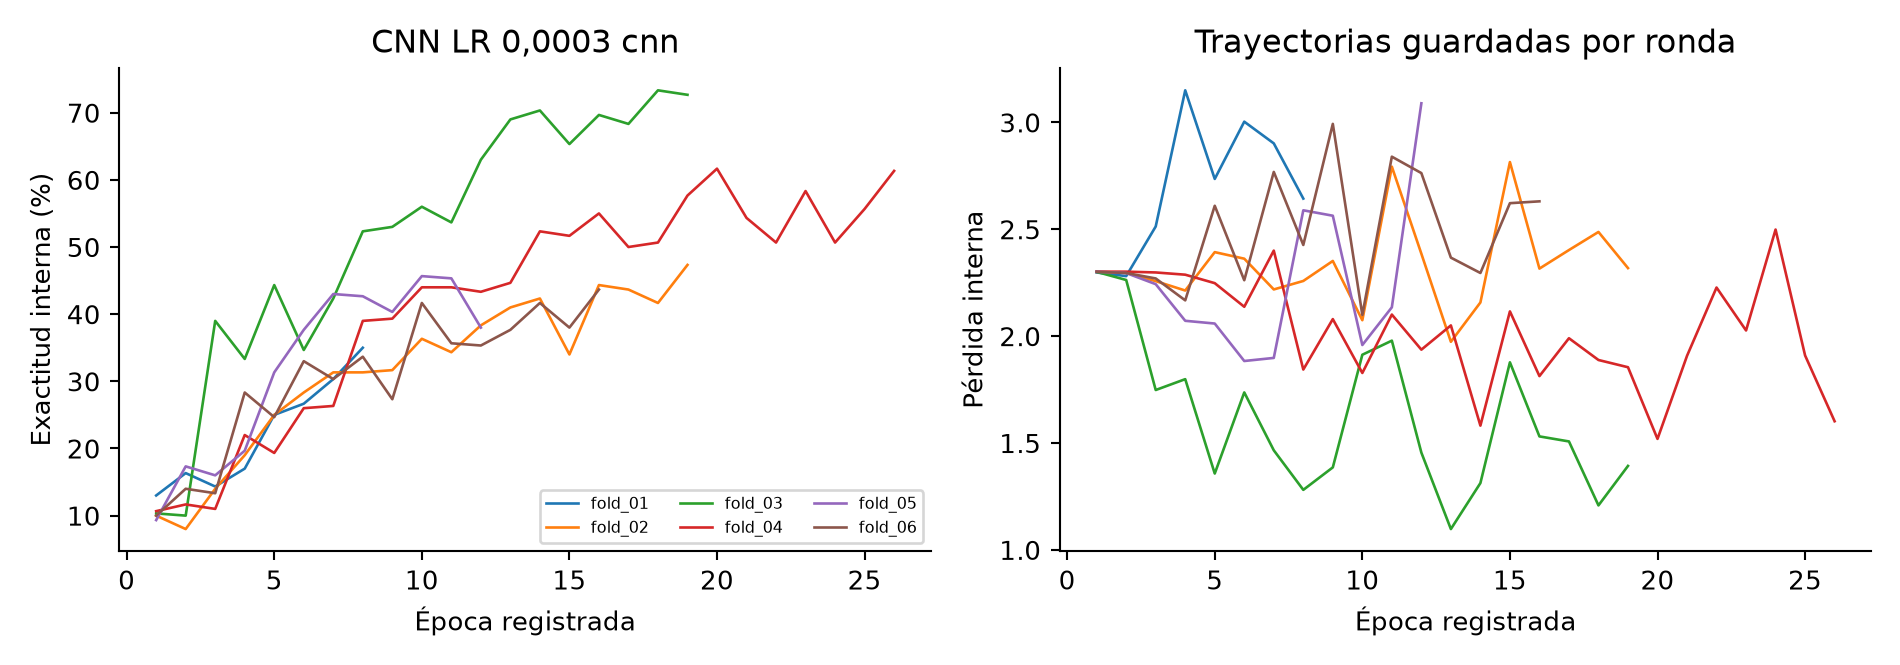 CNN LR 0,0003 cnn
Exactitud interna (%)
70
60
50
40
30
20
10
0
5
10
15
20
25
Época registrada
fold_01
fold_02
fold_03
fold_04
fold_05
fold_06
Trayectorias guardadas por ronda
Pérdida interna
3.0
2.5
2.0
1.5
1.0
0
5
10
15
20
25
Época registrada